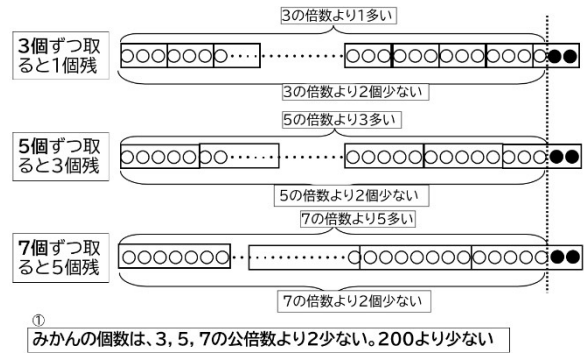 3の倍数より1多い
3個ずつ取
ると1個残
3の倍数より2個少ない
5の倍数より3多い
5個ずつ取
ると3個残
5の倍数より2個少ない
7の倍数より5多い
7個ずつ取
ると5個残
7の倍数より2個少ない
①
みかんの個数は、3, 5, 7の公倍数より2少ない。200より少ない